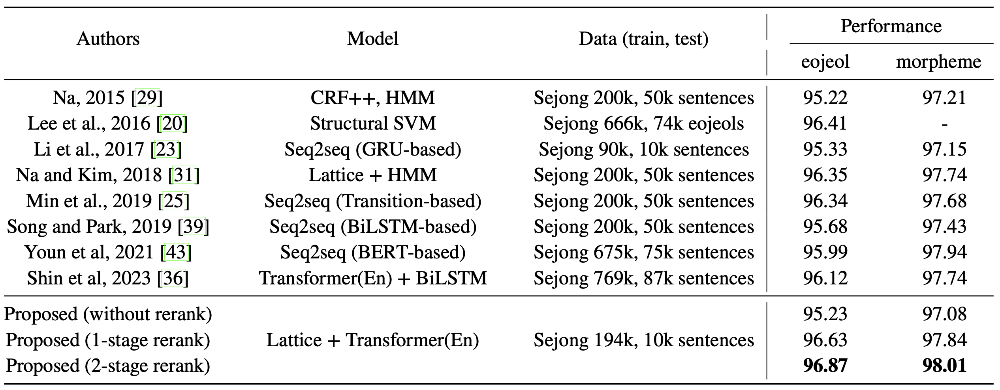 Authors Model Data (train, test) Performance
eojeol morpheme
Na, 2015 [29] CRF++, HMM Sejong 200k, 50k sentences 95.22 97.21
Lee et al., 2016 [20] Structural SVM Sejong 666k, 74k eojeols 96.41 -
Li et al., 2017 [23] Seq2seq (GRU-based) Sejong 90k, 10k sentences 95.33 97.15
Na and Kim, 2018 [31] Lattice + HMM Sejong 200k, 50k sentences 96.35 97.74
Min et al., 2019 [25] Seq2seq (Transition-based) Sejong 200k, 50k sentences 96.34 97.68
Song and Park, 2019 [39] Seq2seq (BiLSTM-based) Sejong 200k, 50k sentences 95.68 97.43
Youn et al, 2021 [43] Seq2seq (BERT-based) Sejong 675k, 75k sentences 95.99 97.94
Shin et al, 2023 [36] Transformer(En) + BiLSTM Sejong 769k, 87k sentences 96.12 97.74
Proposed (without rerank) 95.23 97.08
Proposed (1-stage rerank) Lattice + Transformer(En) Sejong 194k, 10k sentences 96.63 97.84
Proposed (2-stage rerank) 96.87 98.01